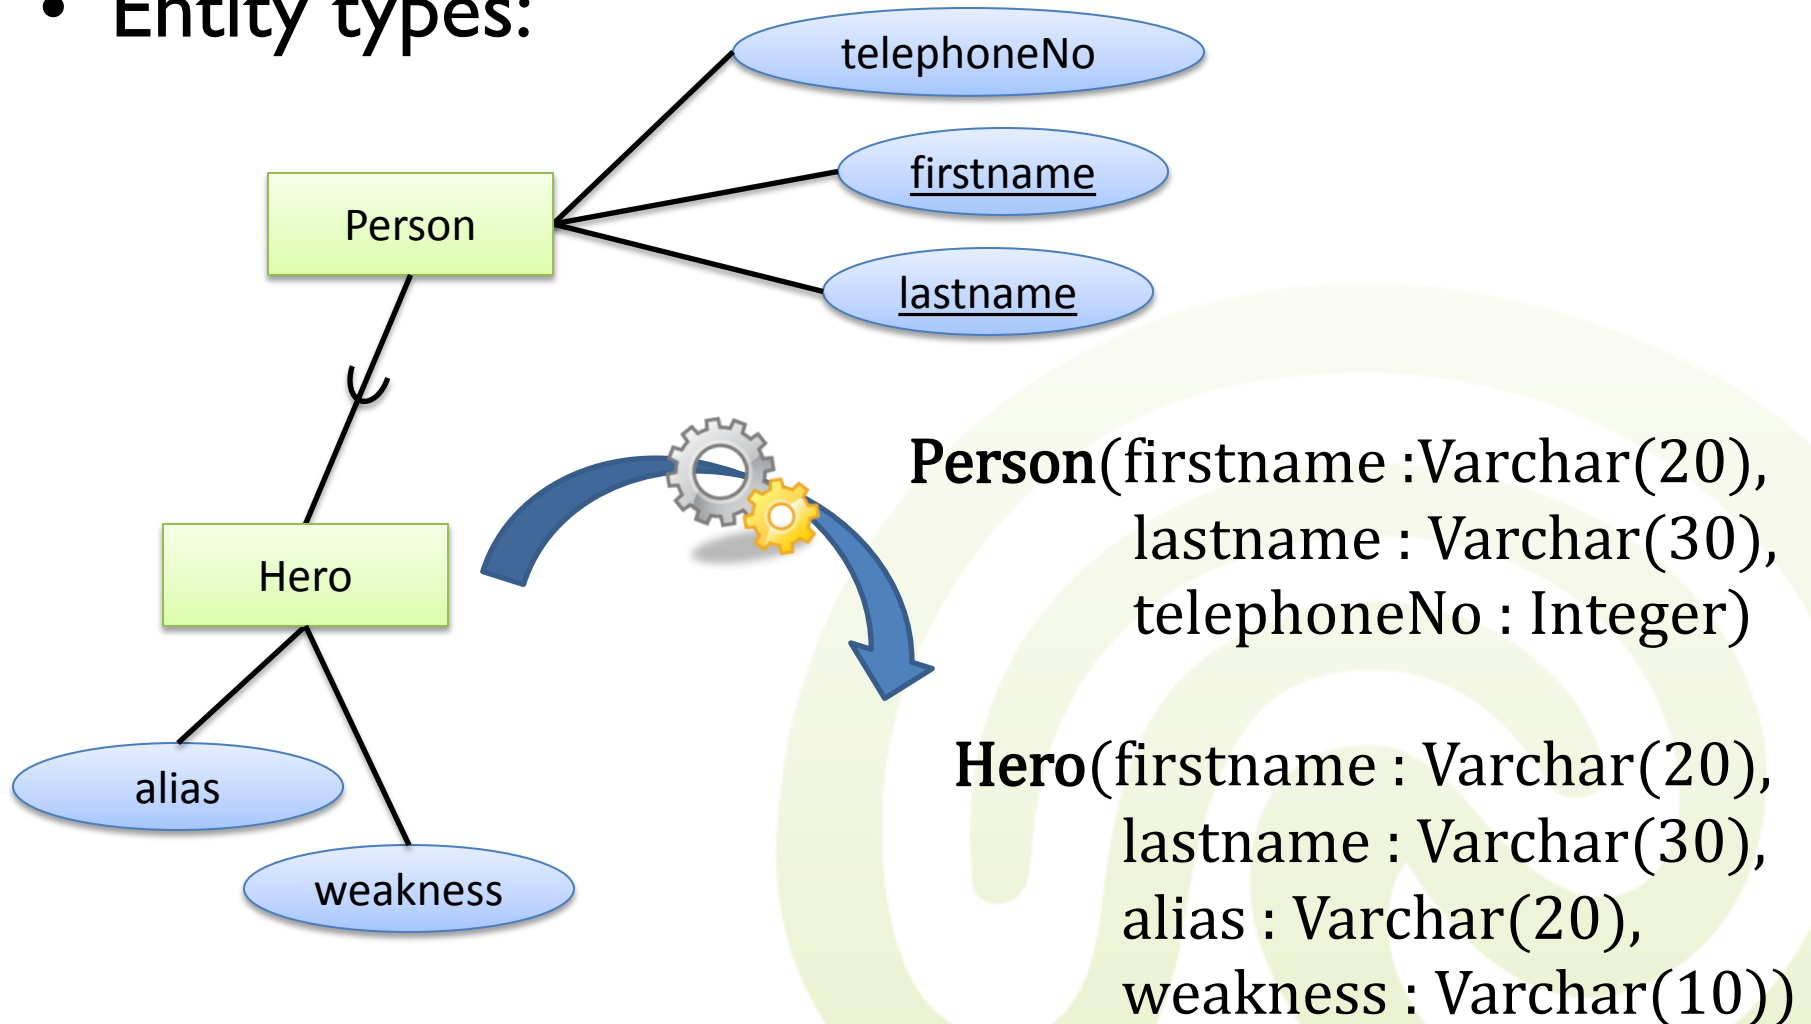 • Entity types:
telephoneNo
firstname
Person
lastname
Hero
alias
weakness
Person(firstname :Varchar(20),
lastname : Varchar(30),
telephoneNo : Integer)
Hero(firstname : Varchar(20),
lastname : Varchar(30),
alias : Varchar(20),
weakness : Varchar(10))